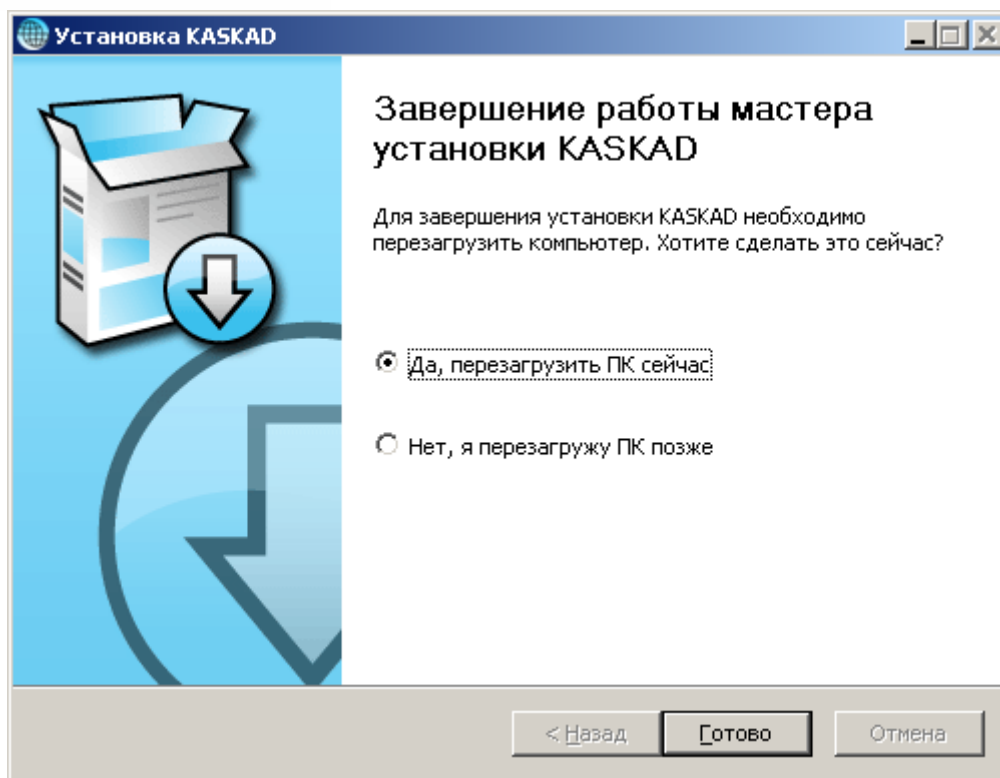 Установка KASKAD
Завершение работы мастера
установки KASKAD
Для завершения установки KASKAD необходимо
перезагрузить компьютер. Хотите сделать это сейчас?
Да, перезагрузить ПК сейчас
Нет, я перезагружу ПК позже
< Назад
Готово
Отмена